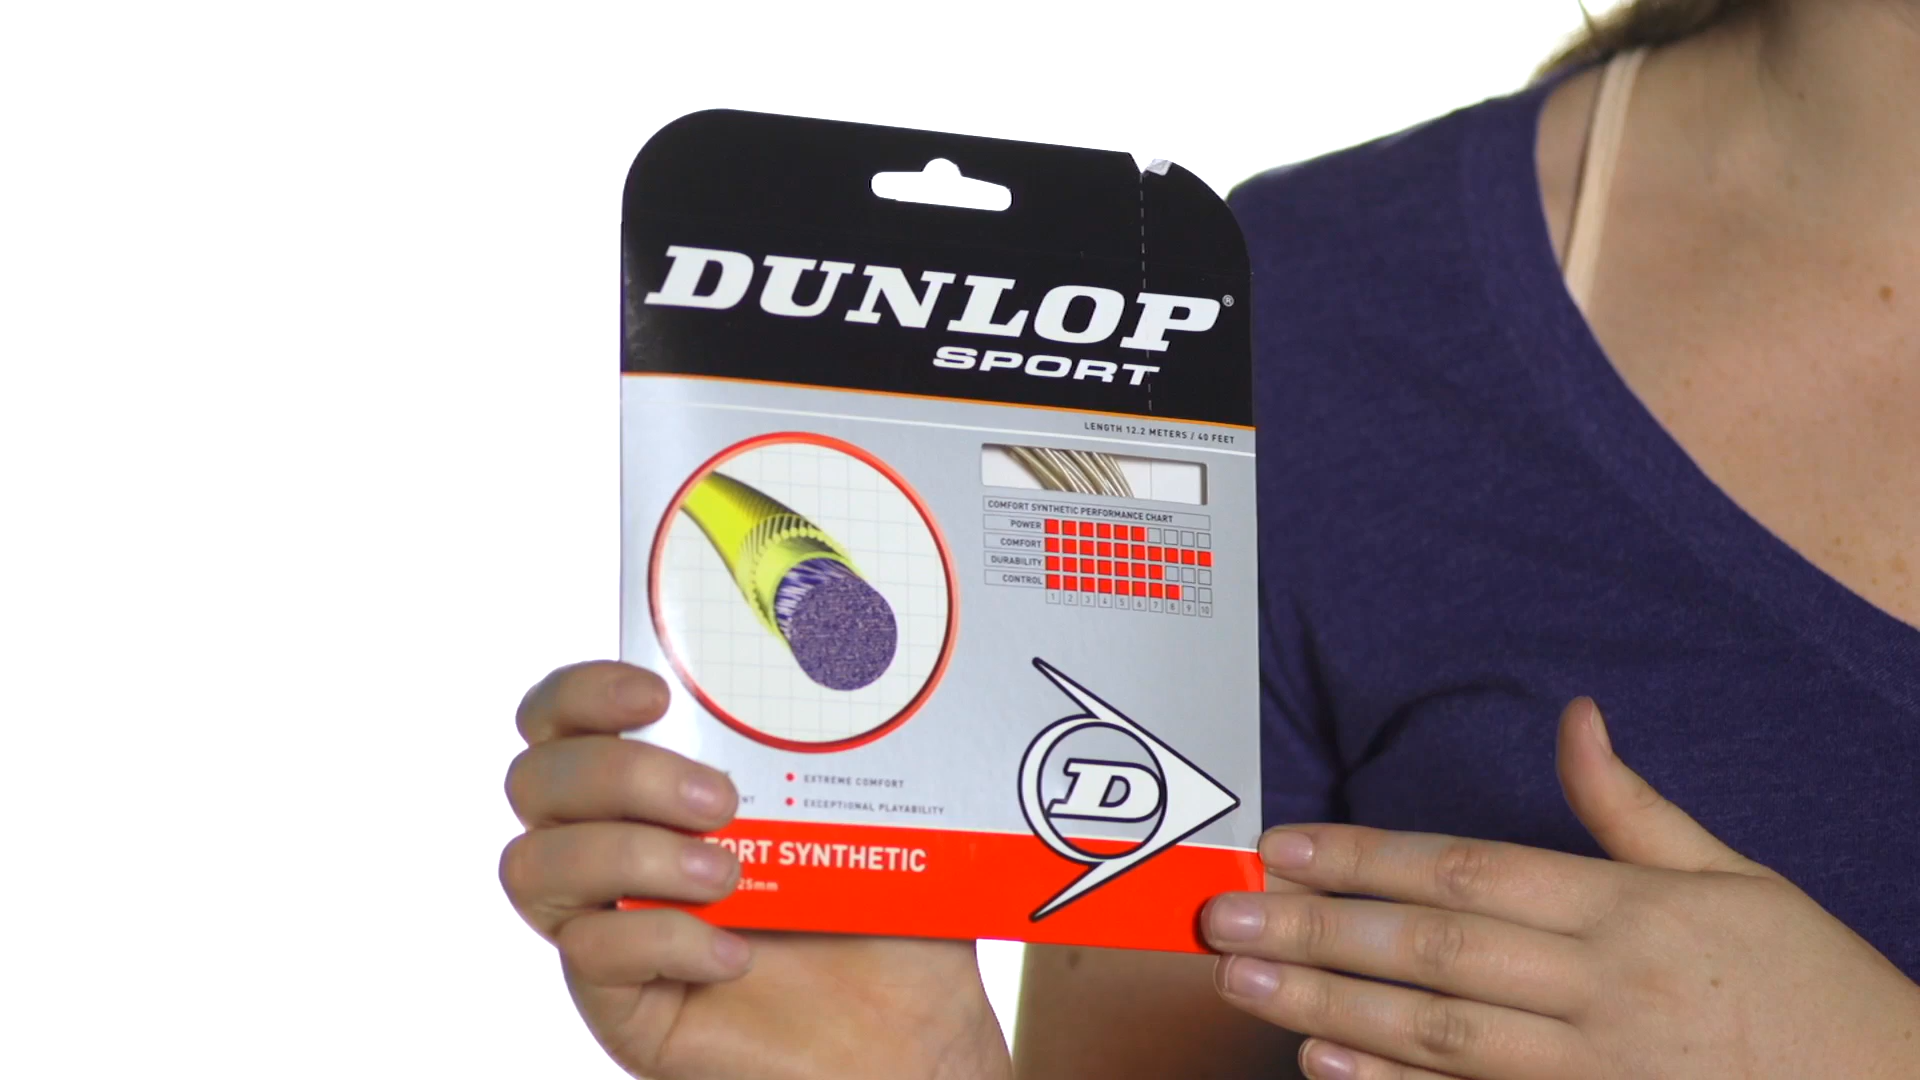 DUNLOP®
SPORT
LENGTH 12.2 METERS / 40 FEET
COMFORT SYNTHETIC PERFORMANCE CHART
POWER
COMFORT
DURABILITY
CONTROL
1 2 3 4 5 6 7 8 9 10
EXTREME COMFORT
EXCEPTIONAL PLAYABILITY
SYNTHETIC
25mm
D